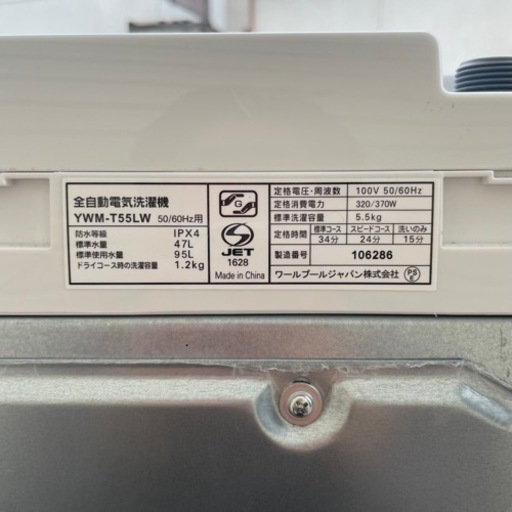 全自動電気洗濯機
YWM-T55LW 50/60Hz用
防水等級 IPX4
標準水量 47L
標準使用水量 95L
ドライコース時の洗濯容量 1.2kg
G
JET
1628
Made in China
定格電圧・周波数 100V 50/60Hz
定格消費電力 320/370W
標準洗濯容量 5.5kg
定格時間 標準コース スピードコース 洗いのみ
34分 24分 15分
製造番号 106286
ワールプールジャパン株式会社 PSE